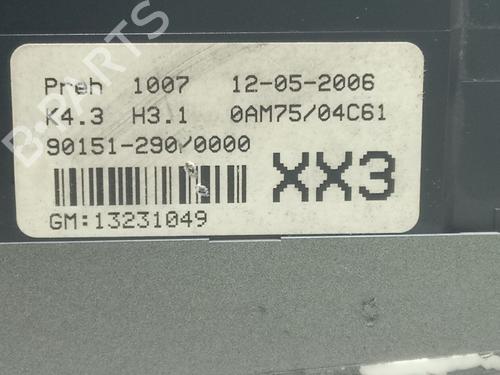 B-PARTS
Preh 1007 12-05-2006
K4.3 H3.1 0AM75/04C61
90151-290/0000
XX3
GM:13231049